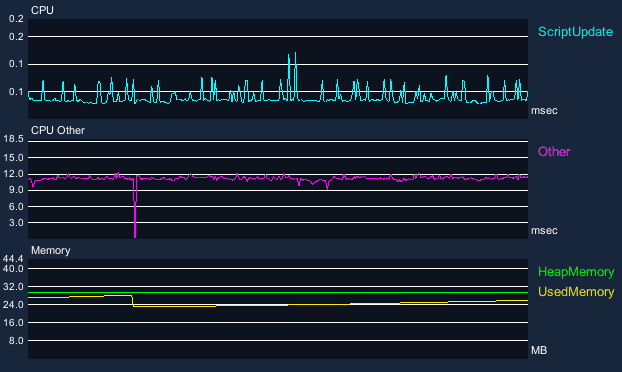 CPU
0.2
0.2
0.1
0.1
ScriptUpdate
msec
CPU Other
18.5
15.0
12.0
9.0
6.0
3.0
Other
msec
Memory
44.4
40.0
32.0
24.0
16.0
8.0
HeapMemory
UsedMemory
MB